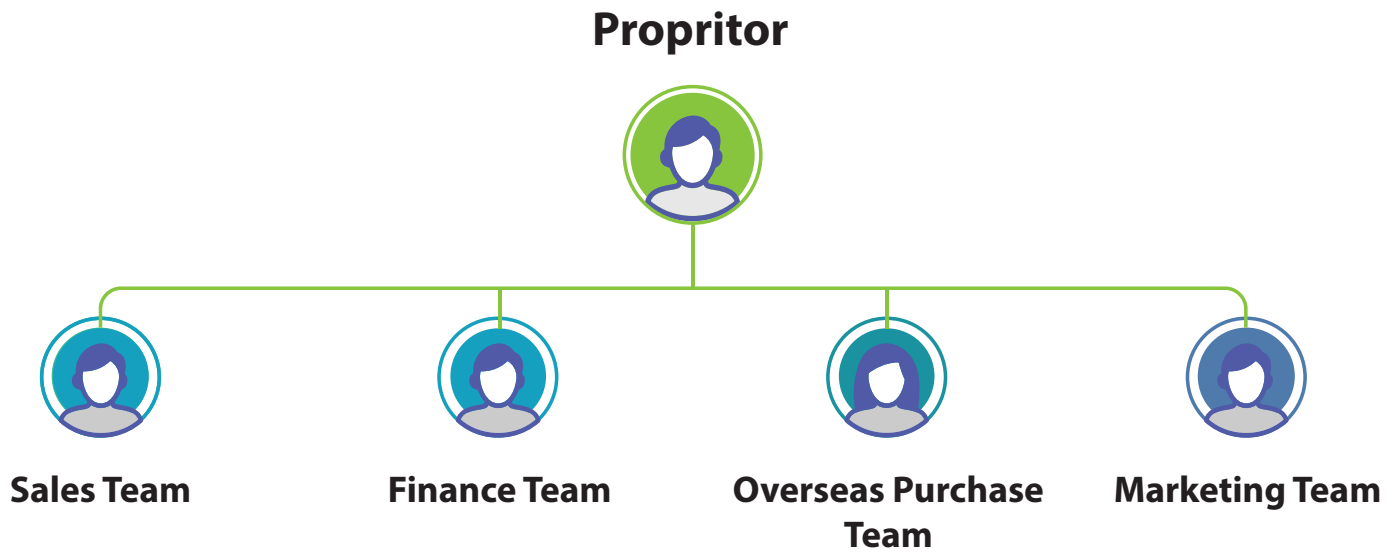 Propritor
Sales Team
Finance Team
Overseas Purchase
Team
Marketing Team